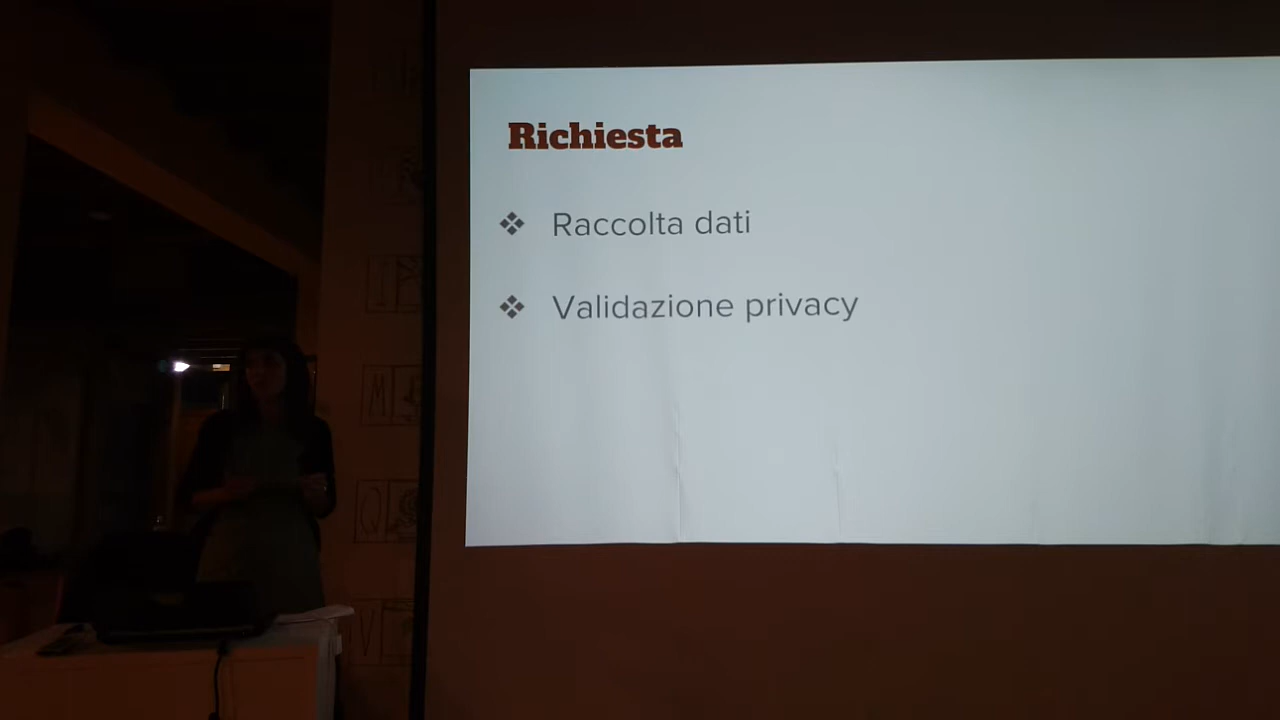 Richiesta
❖ Raccolta dati
❖ Validazione privacy
I
M
Q
V